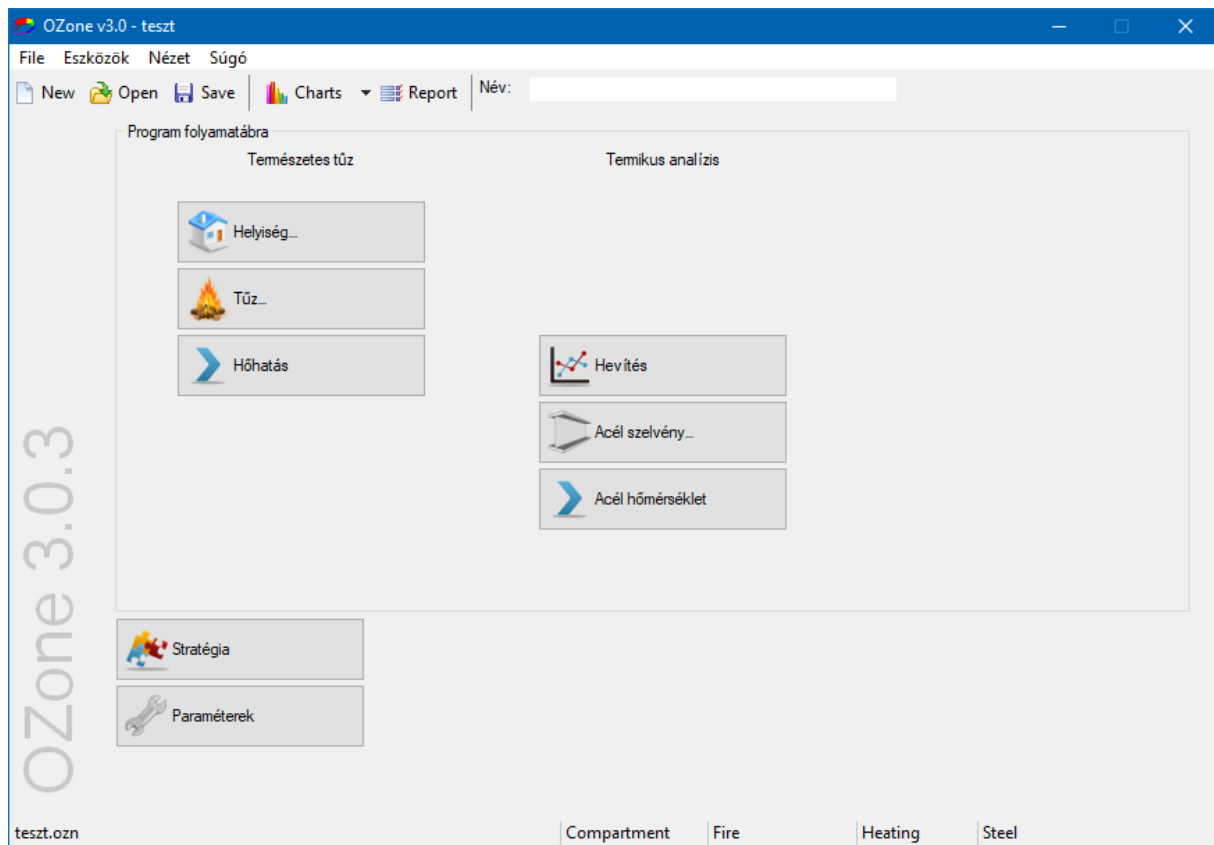 OZone v3.0 - teszt
File Eszközök Nézet Súgó
New Open Save Charts Report Név:
Program folyamatábra
Természetes tûz Termikus analízis
Helyiség...
Tűz...
Hőhatás Hevítés
Acél szelvény...
Acél hőmérséklet
Stratégia
Paraméterek
OZone 3.0.3
teszt.ozn Compartment Fire Heating Steel